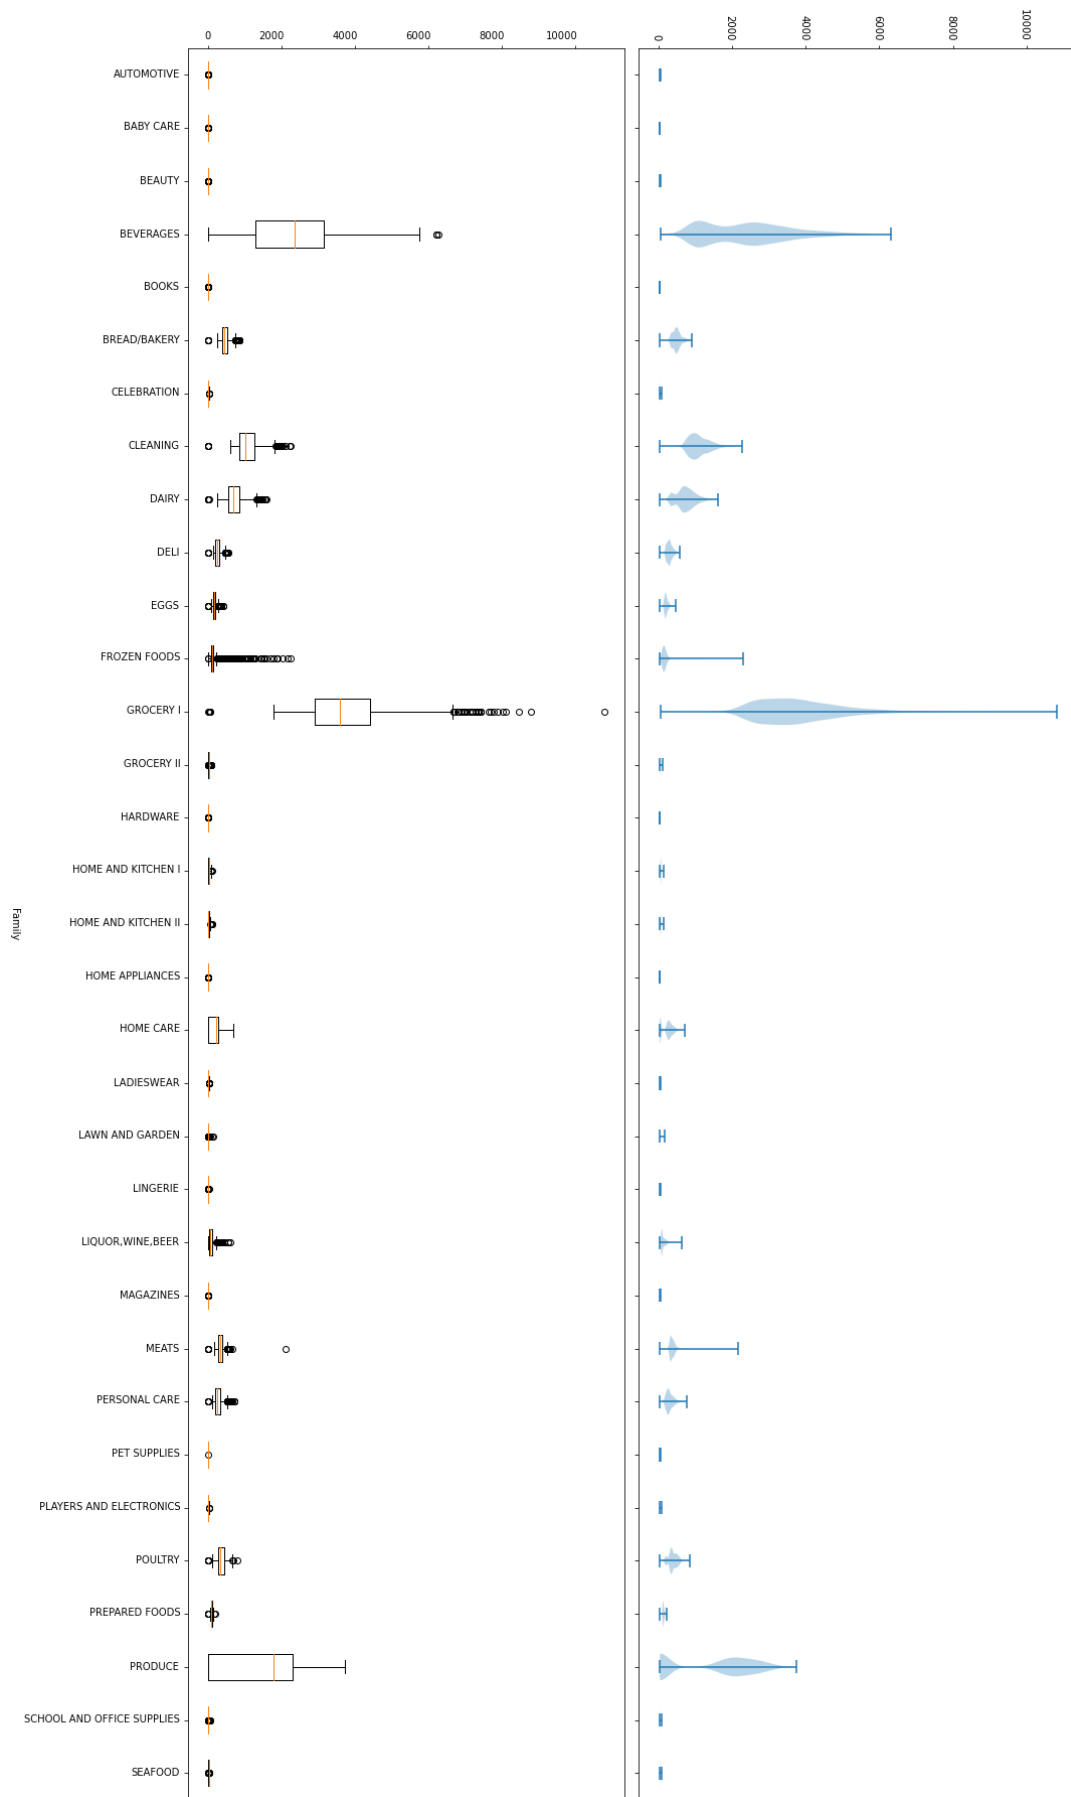 0 2000 4000 6000 8000 10000
0 2000 4000 6000 8000 10000
AUTOMOTIVE
BABY CARE
BEAUTY
BEVERAGES
BOOKS
BREAD/BAKERY
CELEBRATION
CLEANING
DAIRY
DELI
EGGS
FROZEN FOODS
GROCERY I
GROCERY II
HARDWARE
HOME AND KITCHEN I
Family
HOME AND KITCHEN II
HOME APPLIANCES
HOME CARE
LADIESWEAR
LAWN AND GARDEN
LINGERIE
LIQUOR,WINE,BEER
MAGAZINES
MEATS
PERSONAL CARE
PET SUPPLIES
PLAYERS AND ELECTRONICS
POULTRY
PREPARED FOODS
PRODUCE
SCHOOL AND OFFICE SUPPLIES
SEAFOOD